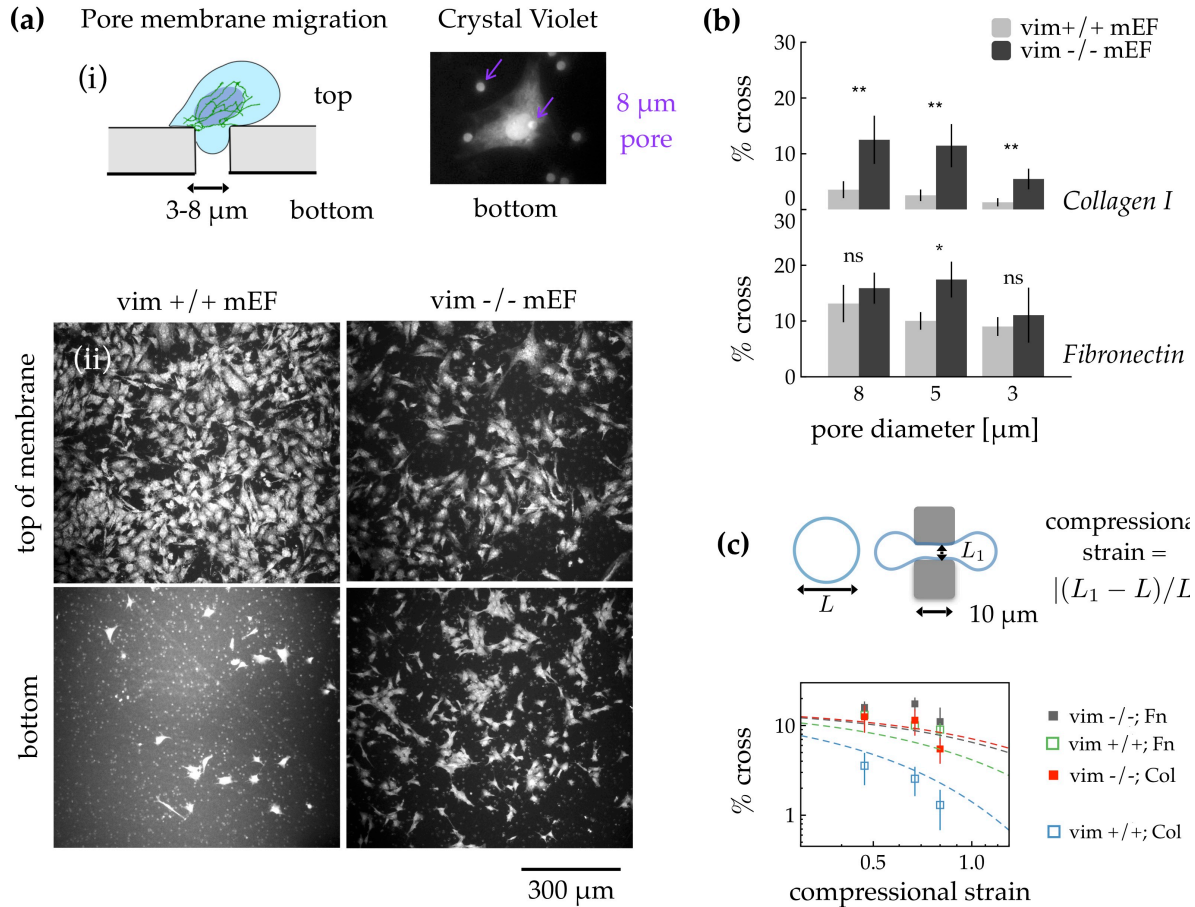 (a)
Pore membrane migration
Crystal Violet
(i)
top
3-8 µm
bottom
8 µm
pore
bottom
vim +/+ mEF
vim -/- mEF
(ii)
top of membrane
bottom
300 µm
(b)
vim+/+ mEF
vim -/- mEF
% cross
30
20
10
0
**
**
**
Collagen I
% cross
30
20
10
0
ns
*
ns
Fibronectin
8
5
3
pore diameter [µm]
(c)
L
L₁
10 µm
compressiona
strain =
|(L₁ − L)/L
% cross
10
1
0.5
1.0
compressional strain
vim -/-; Fn
vim +/+; Fn
vim -/-; Col
vim +/+; Col